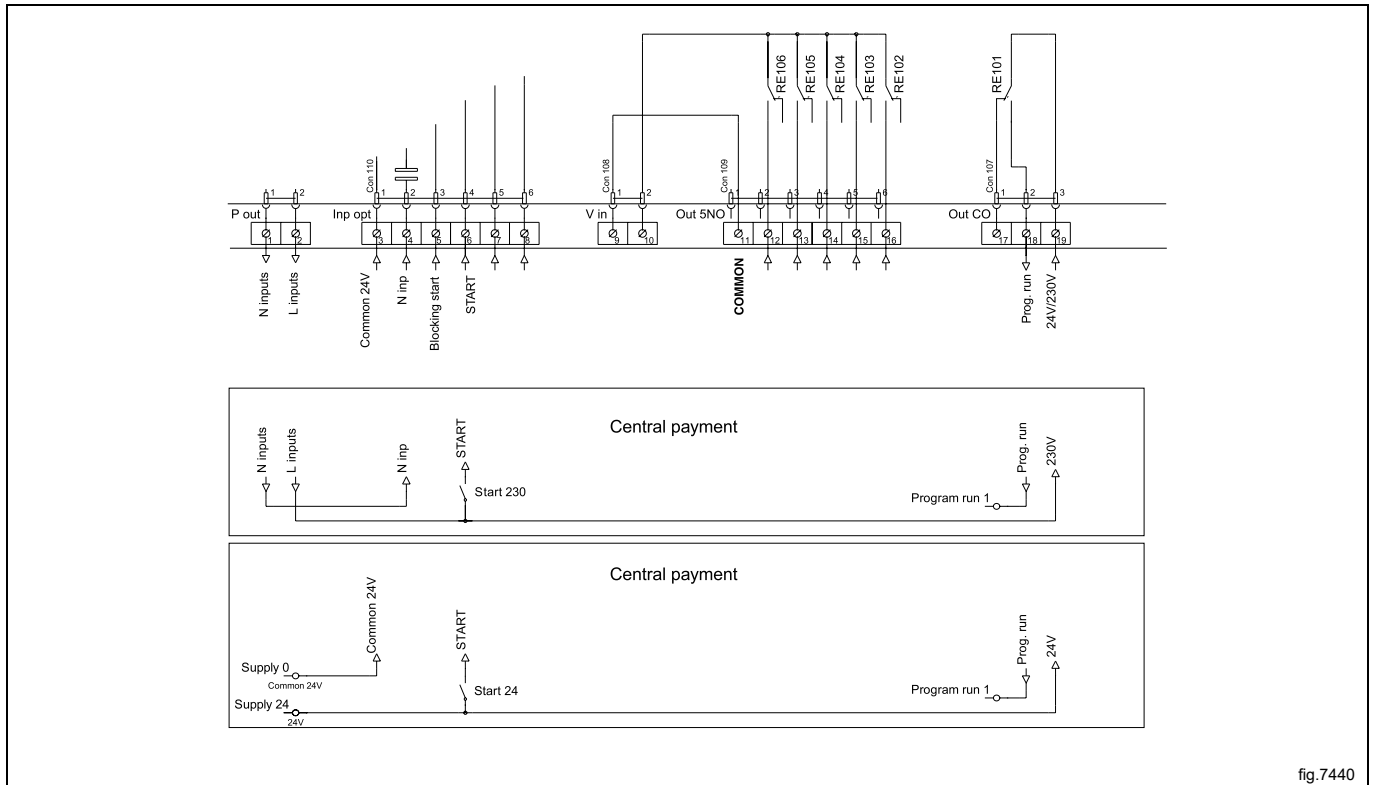 RE106
RE105
RE104
RE103
RE102
RE101
Con 110
Con 108
Con 109
Con 107
1 2
1 2 3 4 5 6
1 2
1 2 3 4 5 6
1 2 3
P out
Inp opt
V in
Out 5NO
Out CO
1 2
3 4 5 6 7 8
9 10
11 12 13 14 15 16
17 18 19
N inputs
L inputs
Common 24V
N inp
Blocking start
START
COMMON
Prog. run
24V/230V
Central payment
N inputs
L inputs
N inp
START
Start 230
Program run 1
Prog. run
230V
Central payment
Common 24V
START
Supply 0
Common 24V
Supply 24
24V
Start 24
Program run 1
Prog. run
24V
fig.7440